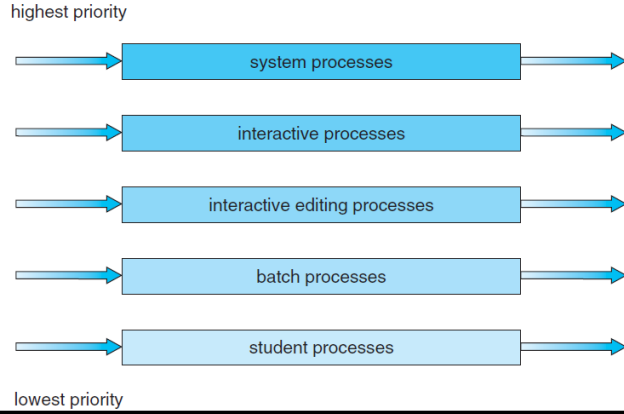 highest priority
system processes
interactive processes
interactive editing processes
batch processes
student processes
lowest priority